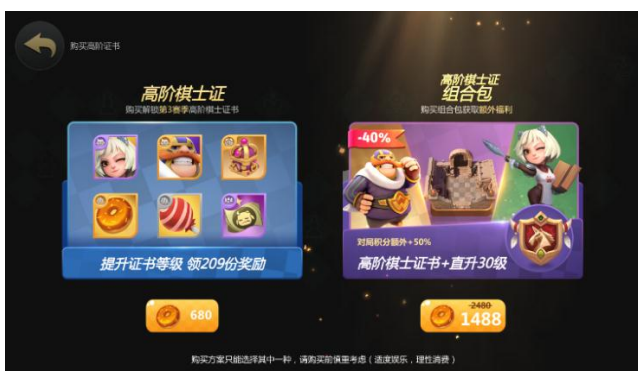 购买高阶证书
高阶棋士证
购买解锁第3赛季高阶棋士证书
提升证书等级 领209份奖励
680
高阶棋士证
组合包
购买组合包获取额外福利
-40%
对局积分额外+50%
高阶棋士证书+直升30级
2480
1488
购买方案只能选择其中一种，请购买前慎重考虑（适度娱乐，理性消费）